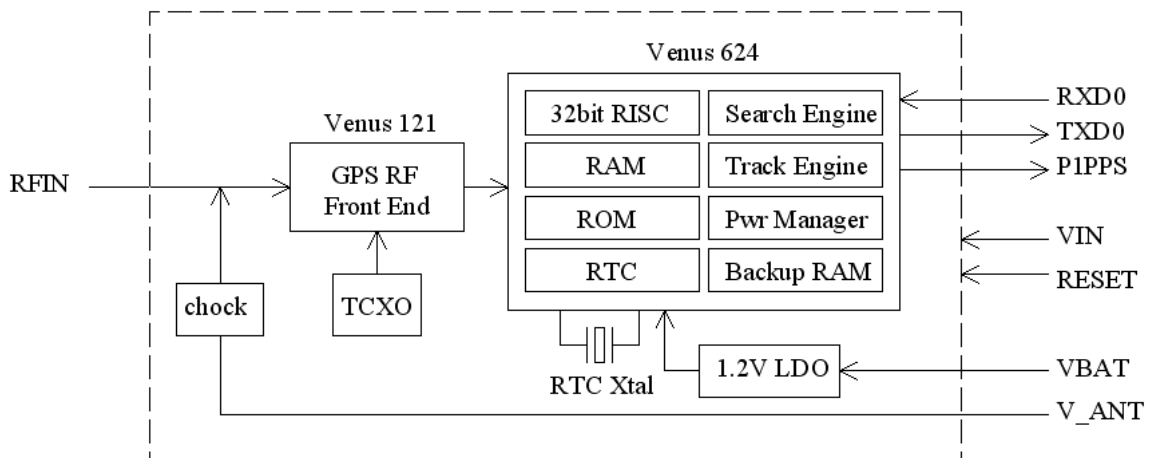 Venus 624
Venus 121
32bit RISC
Search Engine
RAM
Track Engine
ROM
Pwr Manager
RTC
Backup RAM
RFIN
GPS RF
Front End
chock
TCXO
RTC Xtal
1.2V LDO
RXD0
TXD0
P1PPS
VIN
RESET
VBAT
V_ANT